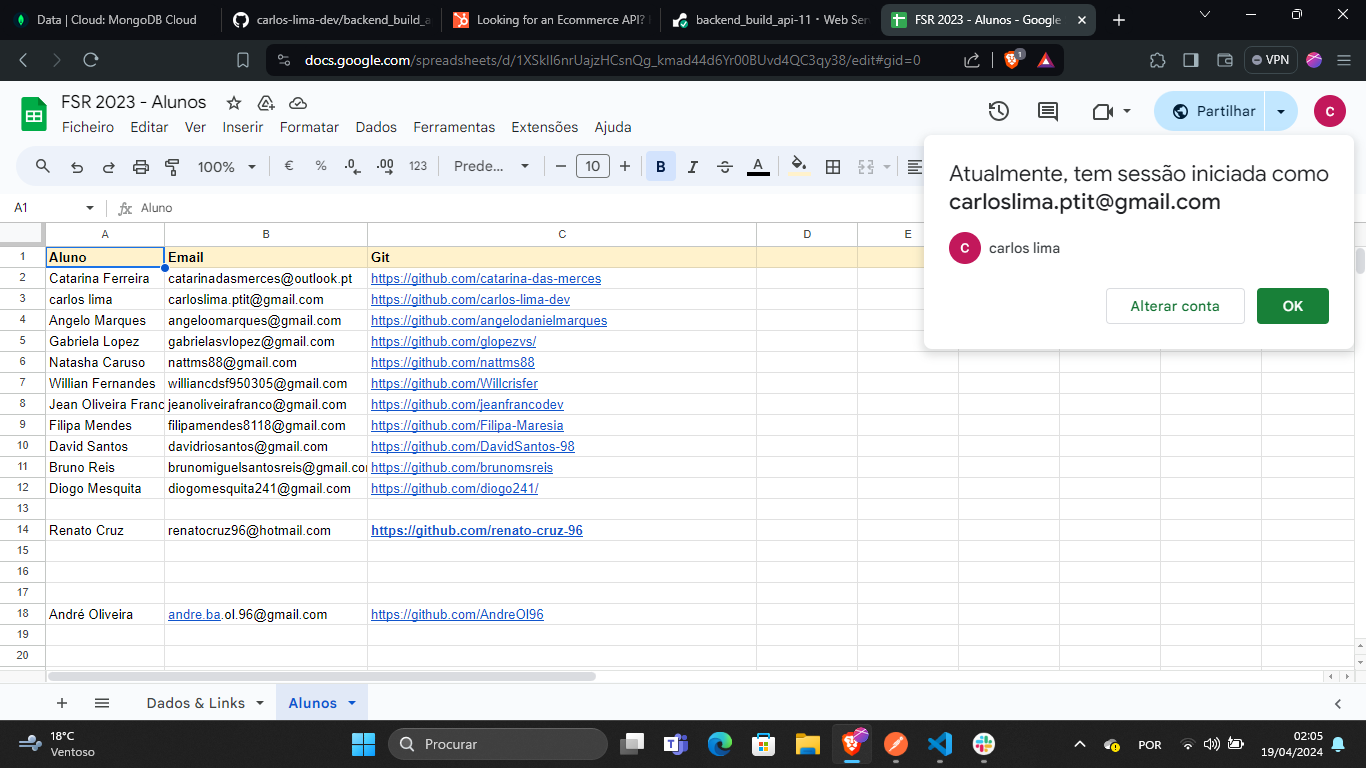 Data | Cloud: MongoDB Cloud
carlos-lima-dev/backend_build_a
Looking for an Ecommerce API?
backend_build_api-11 · Web Serv
FSR 2023 - Alunos - Google
docs.google.com/spreadsheets/d/1XSkII6nrUajzHCsnQg_kmad44d6Yr00BUvd4QC3qy38/edit#gid=0
1
VPN
FSR 2023 - Alunos
Ficheiro Editar Ver Inserir Formatar Dados Ferramentas Extensões Ajuda
Partilhar
C
100% € % .0 .00 123 Prede... 10 B I S A
Atualmente, tem sessão iniciada como
carloslima.ptit@gmail.com
C carlos lima
Alterar conta OK
A1 fx Aluno
A B C D E
1 Aluno Email Git
2 Catarina Ferreira catarinadasmerces@outlook.pt https://github.com/catarina-das-merces
3 carlos lima carloslima.ptit@gmail.com https://github.com/carlos-lima-dev
4 Angelo Marques angeloomarques@gmail.com https://github.com/angelodanielmarques
5 Gabriela Lopez gabrielasvlopez@gmail.com https://github.com/glopezvs/
6 Natasha Caruso nattms88@gmail.com https://github.com/nattms88
7 Willian Fernandes williancdsf950305@gmail.com https://github.com/Willcrisfer
8 Jean Oliveira Franc jeanoliveirafranco@gmail.com https://github.com/jeanfrancodev
9 Filipa Mendes filipamendes8118@gmail.com https://github.com/Filipa-Maresia
10 David Santos davidriosantos@gmail.com https://github.com/DavidSantos-98
11 Bruno Reis brunomiguelsantosreis@gmail.co https://github.com/brunomsreis
12 Diogo Mesquita diogomesquita241@gmail.com https://github.com/diogo241/
13
14 Renato Cruz renatocruz96@hotmail.com https://github.com/renato-cruz-96
15
16
17
18 André Oliveira andre.ba.ol.96@gmail.com https://github.com/AndreOl96
19
20
Dados & Links Alunos
18°C
Ventoso
Procurar
POR
02:05
19/04/2024